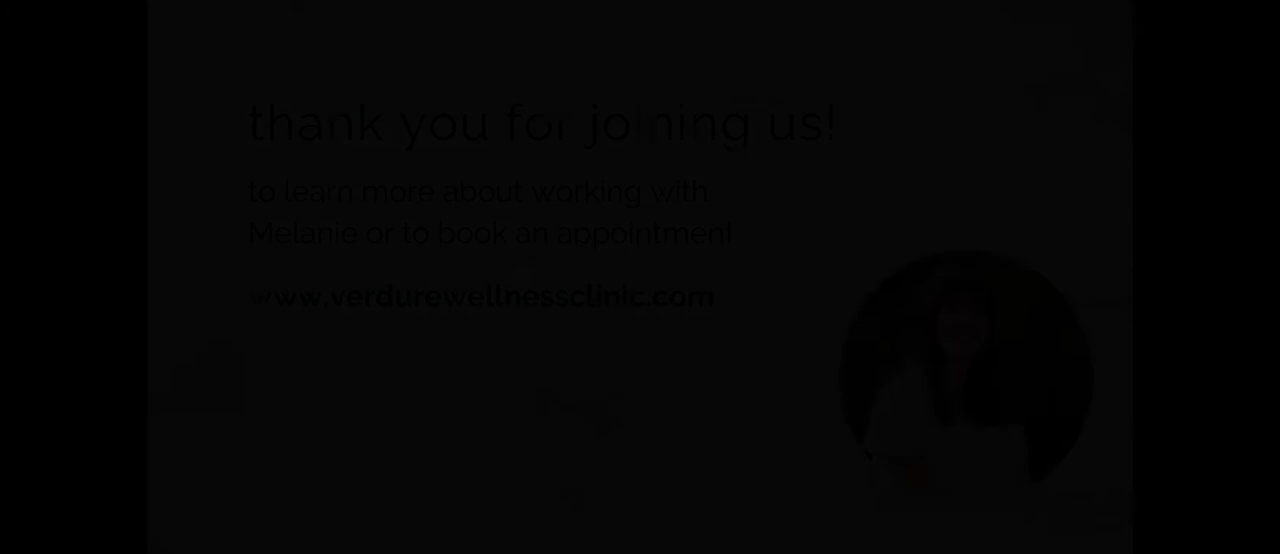 thank you for joining us!
to learn more about working with
Melanie or to book an appointment
www.verdurewellnessclinic.com